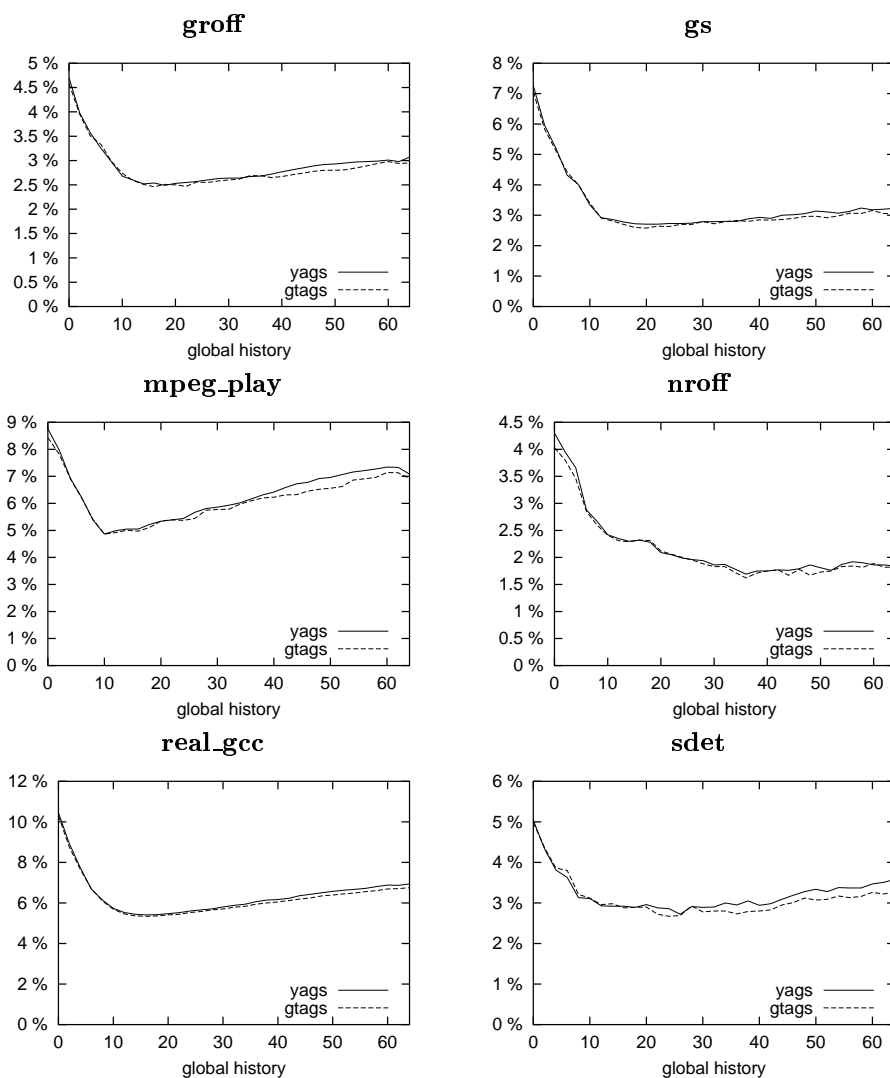 groff
5 %
4.5 %
4 %
3.5 %
3 %
2.5 %
2 %
1.5 %
1 %
0.5 %
0 %
yags
gtags
0 10 20 30 40 50 60
global history
gs
8 %
7 %
6 %
5 %
4 %
3 %
2 %
1 %
0 %
yags
gtags
0 10 20 30 40 50 60
global history
mpeg_play
9 %
8 %
7 %
6 %
5 %
4 %
3 %
2 %
1 %
0 %
yags
gtags
0 10 20 30 40 50 60
global history
nroff
4.5 %
4 %
3.5 %
3 %
2.5 %
2 %
1.5 %
1 %
0.5 %
0 %
yags
gtags
0 10 20 30 40 50 60
global history
real_gcc
12 %
10 %
8 %
6 %
4 %
2 %
0 %
yags
gtags
0 10 20 30 40 50 60
global history
sdet
6 %
5 %
4 %
3 %
2 %
1 %
0 %
yags
gtags
0 10 20 30 40 50 60
global history